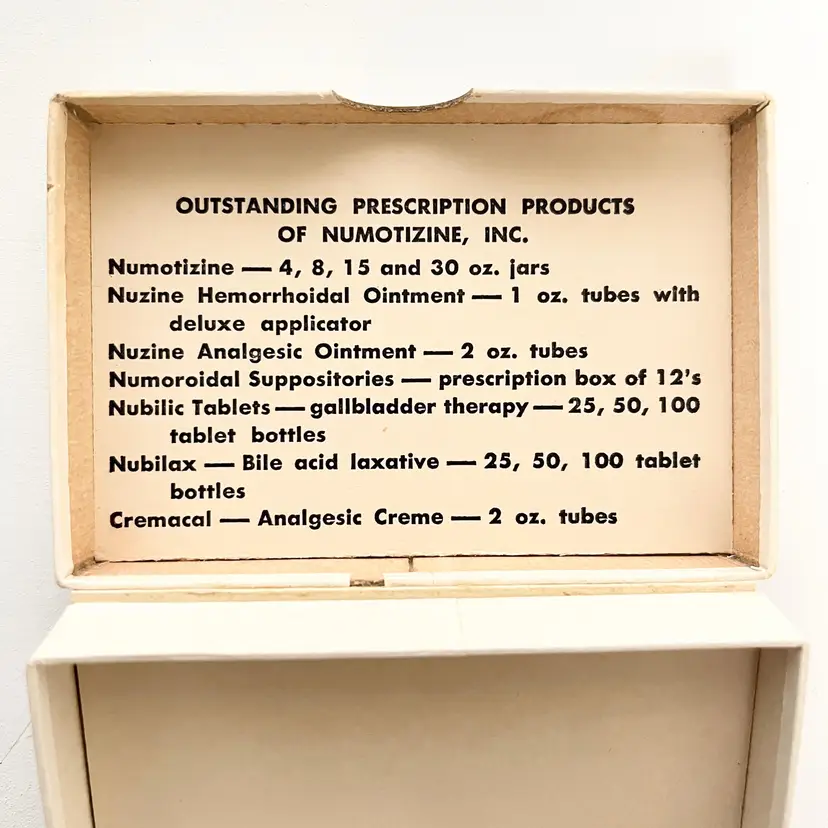 OUTSTANDING PRESCRIPTION PRODUCTS
OF NUMOTIZINE, INC.
Numotizine — 4, 8, 15 and 30 oz. jars
Nuzine Hemorrhoidal Ointment — 1 oz. tubes with
deluxe applicator
Nuzine Analgesic Ointment — 2 oz. tubes
Numoroidal Suppositories — prescription box of 12's
Nubilic Tablets — gallbladder therapy — 25, 50, 100
tablet bottles
Nubilax — Bile acid laxative — 25, 50, 100 tablet
bottles
Cremacal — Analgesic Creme — 2 oz. tubes